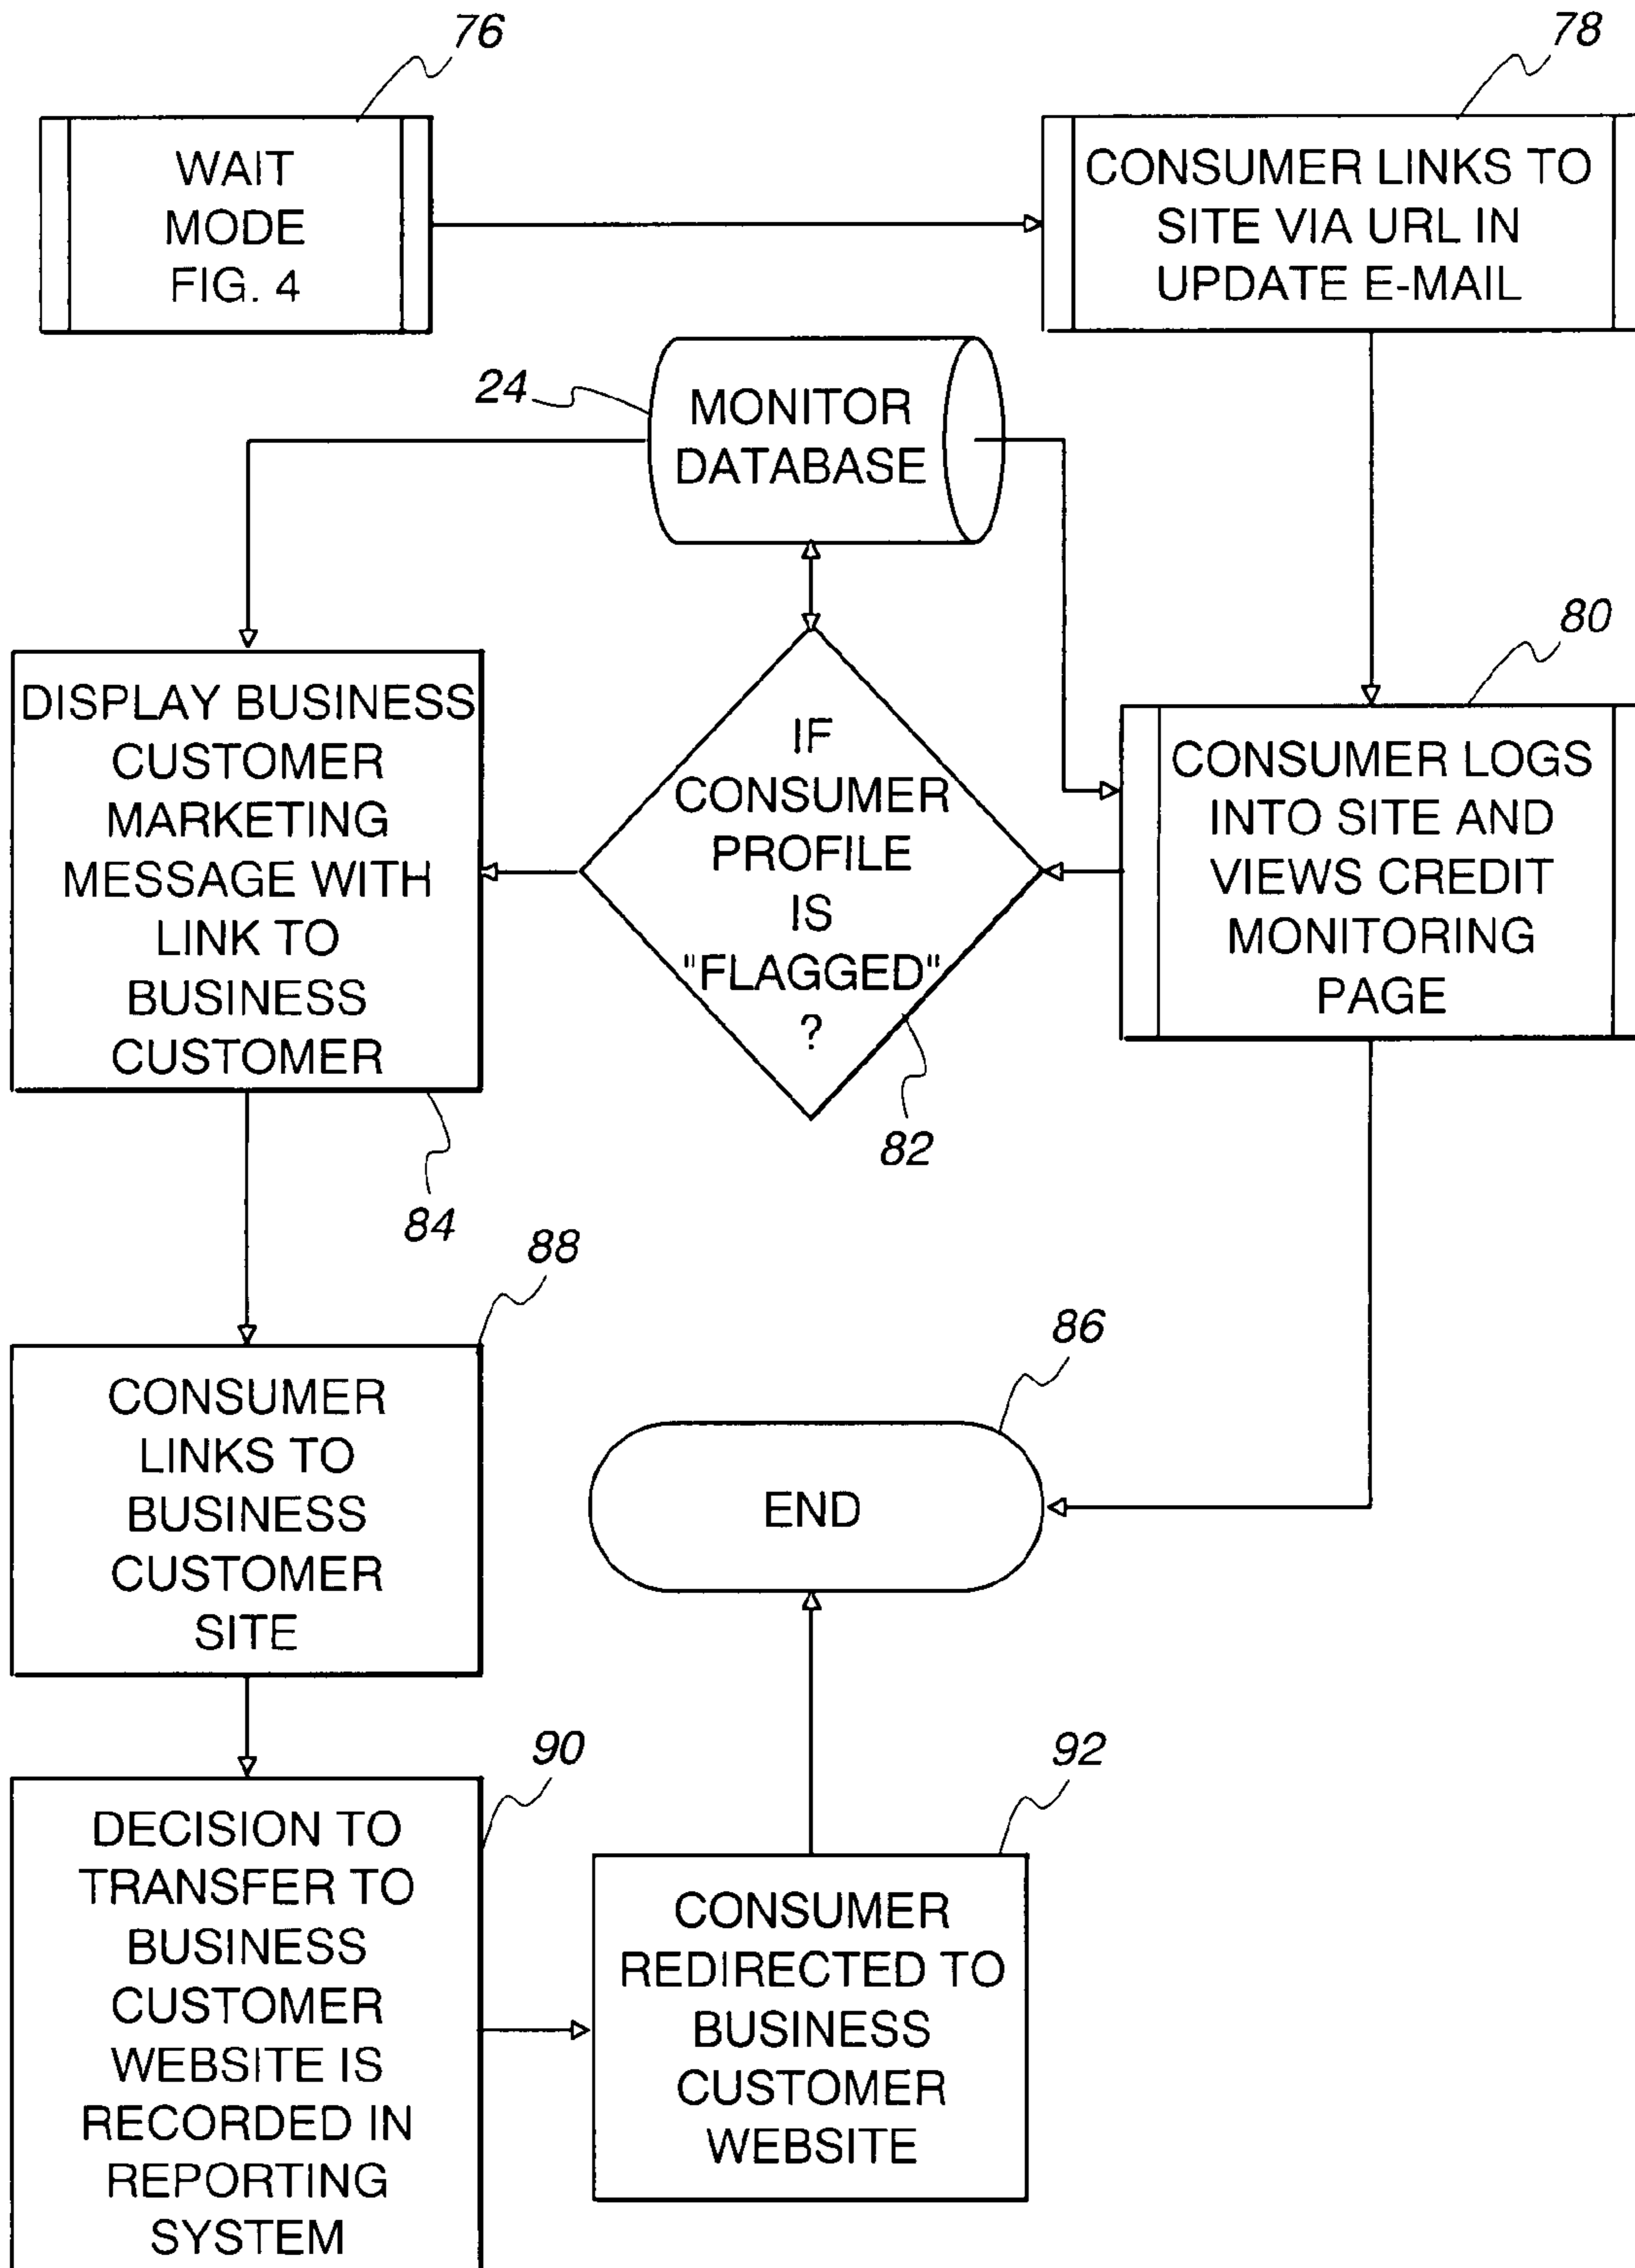 76
WAIT
MODE
FIG. 4
78
CONSUMER LINKS TO
SITE VIA URL IN
UPDATE E-MAIL
24
MONITOR
DATABASE
80
CONSUMER LOGS
INTO SITE AND
VIEWS CREDIT
MONITORING
PAGE
IF
CONSUMER
PROFILE
IS
"FLAGGED"
?
82
DISPLAY BUSINESS
CUSTOMER
MARKETING
MESSAGE WITH
LINK TO
BUSINESS
CUSTOMER
84
88
CONSUMER
LINKS TO
BUSINESS
CUSTOMER
SITE
86
END
90
DECISION TO
TRANSFER TO
BUSINESS
CUSTOMER
WEBSITE IS
RECORDED IN
REPORTING
SYSTEM
92
CONSUMER
REDIRECTED TO
BUSINESS
CUSTOMER
WEBSITE